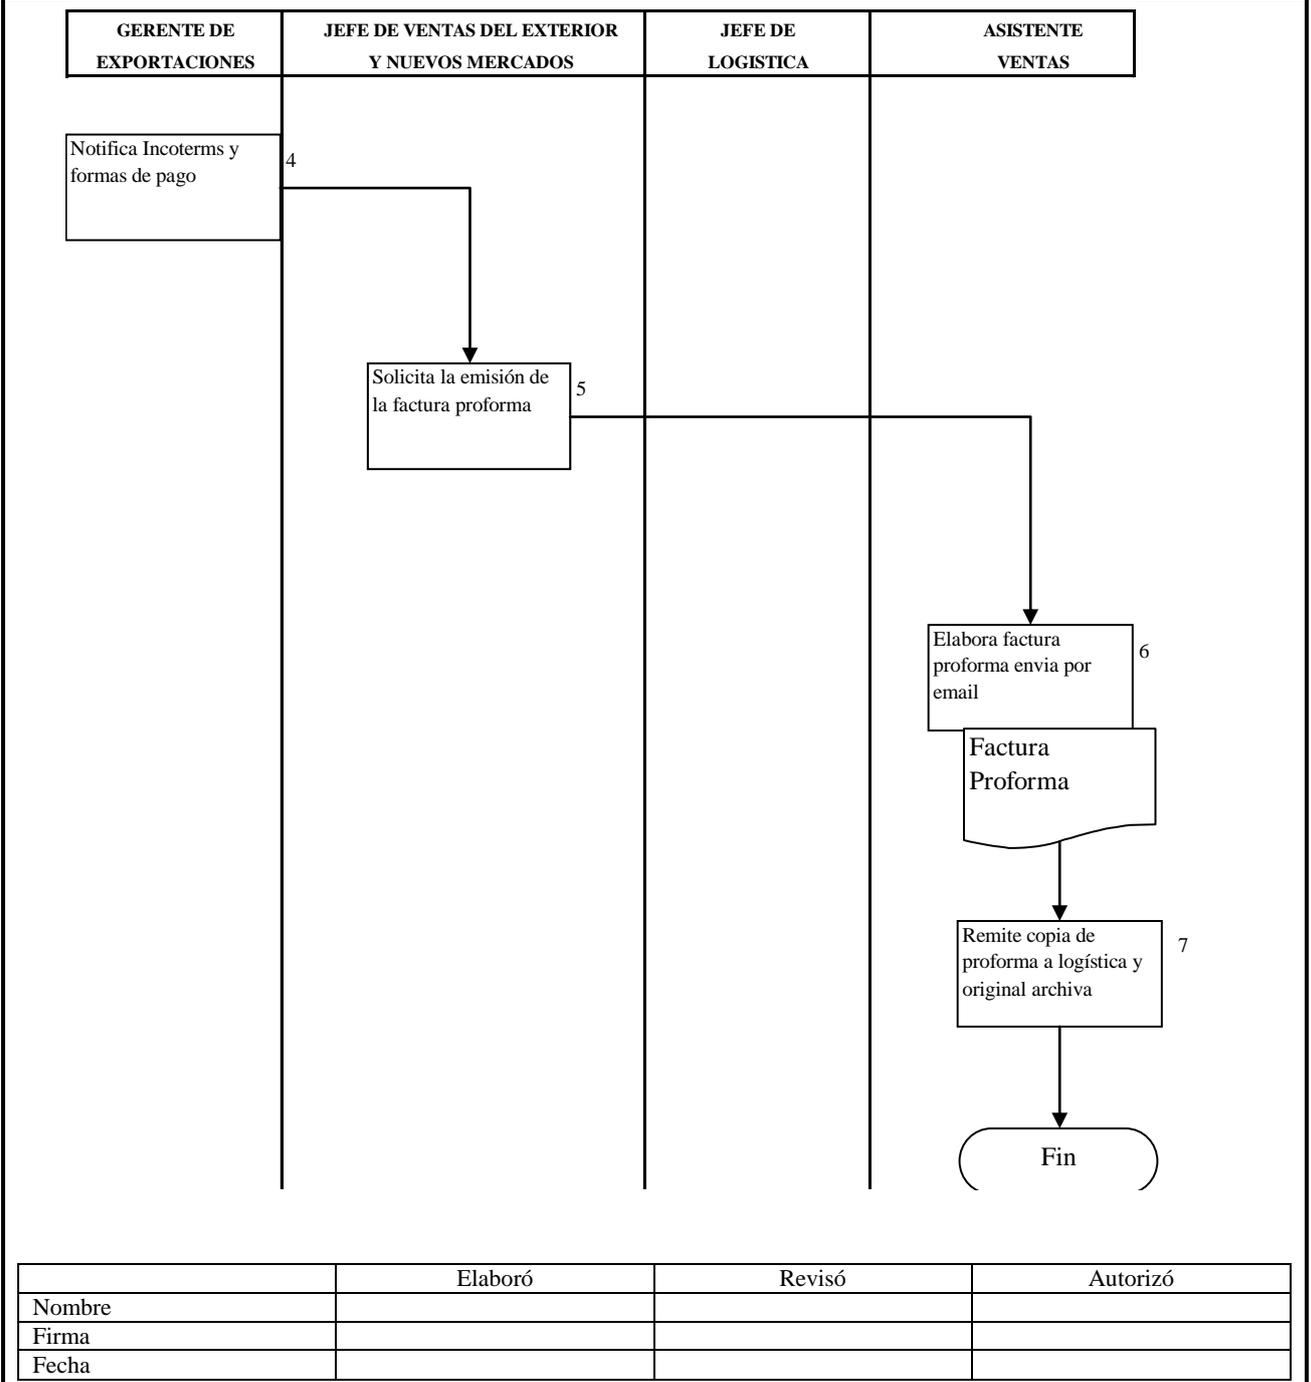 GERENTE DE
EXPORTACIONES
JEFE DE VENTAS DEL EXTERIOR
Y NUEVOS MERCADOS
JEFE DE
LOGISTICA
ASISTENTE
VENTAS
Notifica Incoterms y
formas de pago
4
Solicita la emisión de
la factura proforma
5
Elabora factura
proforma envia por
email
6
Factura
Proforma
Remite copia de
proforma a logística y
original archiva
7
Fin
Elaboró Revisó Autorizó
Nombre
Firma
Fecha